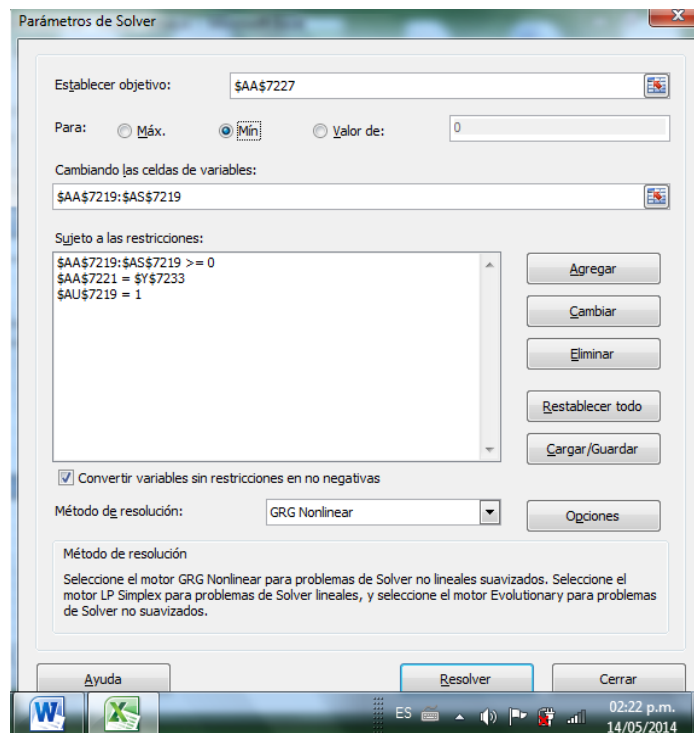 Parámetros de Solver
X
Establecer objetivo: $AA$7227
Para: Máx. Mín Valor de: 0
Cambiando las celdas de variables:
$AA$7219:$AS$7219
Sujeto a las restricciones:
$AA$7219:$AS$7219 >= 0
$AA$7221 = $Y$7233
$AU$7219 = 1
Agregar
Cambiar
Eliminar
Restablecer todo
Cargar/Guardar
Convertir variables sin restricciones en no negativas
Método de resolución: GRG Nonlinear Opciones
Método de resolución
Seleccione el motor GRG Nonlinear para problemas de Solver no lineales suavizados. Seleccione el
motor LP Simplex para problemas de Solver lineales, y seleccione el motor Evolutionary para problemas
de Solver no suavizados.
Ayuda Resolver Cerrar
W X ES 02:22 p.m.
14/05/2014